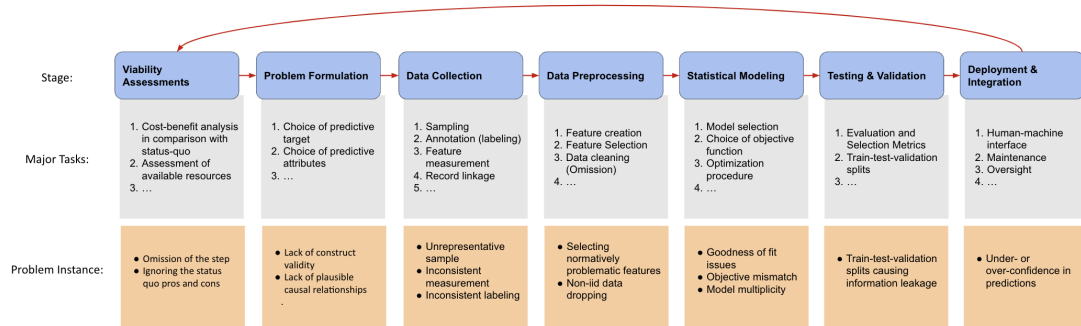 Stage:
Viability
Assessments
Problem Formulation
Data Collection
Data Preprocessing
Statistical Modeling
Testing & Validation
Deployment &
Integration
Major Tasks:
1. Cost-benefit analysis
in comparison with
status-quo
2. Assessment of
available resources
3. …
1. Choice of predictive
target
2. Choice of predictive
attributes
3. …
1. Sampling
2. Annotation (labeling)
3. Feature
measurement
4. Record linkage
5. …
1. Feature creation
2. Feature Selection
3. Data cleaning
(Omission)
4. …
1. Model selection
2. Choice of objective
function
3. Optimization
procedure
4. …
1. Evaluation and
Selection Metrics
2. Train-test-validation
splits
3. …
1. Human-machine
interface
2. Maintenance
3. Oversight
4. …
Problem Instance:
● Omission of the step
● Ignoring the status
quo pros and cons
● Lack of construct
validity
● Lack of plausible
causal relationships
.
● Unrepresentative
sample
● Inconsistent
measurement
● Inconsistent labeling
● Selecting
normatively
problematic features
● Non-iid data
dropping
● Goodness of fit
issues
● Objective mismatch
● Model multiplicity
● Train-test-validation
splits causing
information leakage
● Under- or
over-confidence in
predictions